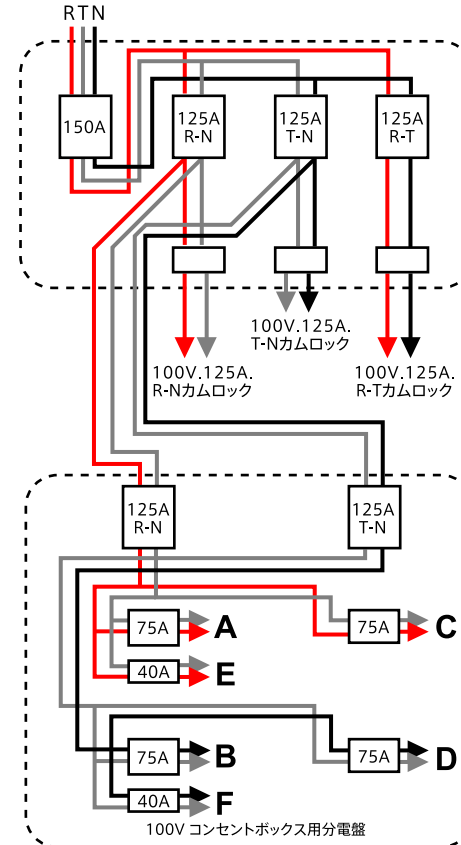 RTN
150A
125A
R-N
125A
T-N
125A
R-T
100V.125A.
T-Nカムロック
100V.125A.
R-Nカムロック
100V.125A.
R-Tカムロック
125A
R-N
125A
T-N
75A
A
75A
C
40A
E
75A
B
75A
D
40A
F
100V コンセントボックス用分電盤